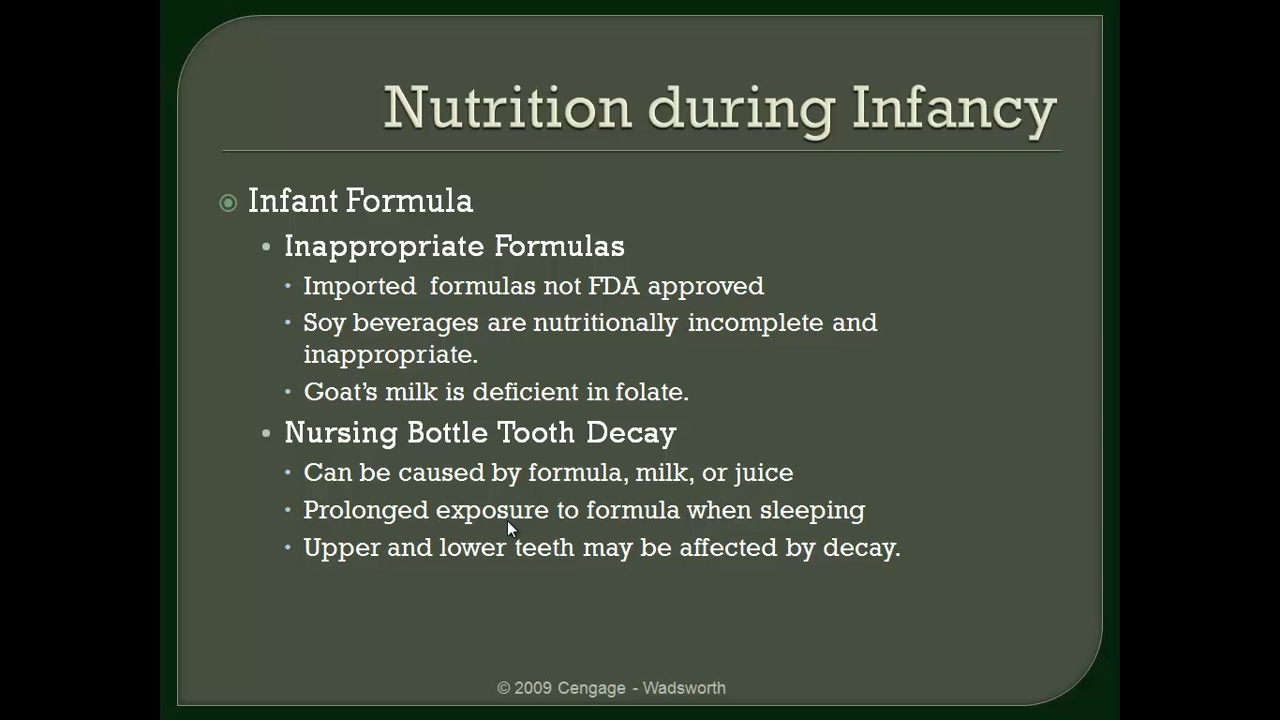 Nutrition during Infancy
Infant Formula
Inappropriate Formulas
Imported  formulas not FDA approved
Soy beverages are nutritionally incomplete and
inappropriate.
Goat's milk is deficient in folate.
Nursing Bottle Tooth Decay
Can be caused by formula, milk, or juice
Prolonged exposure to formula when sleeping
Upper and lower teeth may be affected by decay.
© 2009 Cengage - Wadsworth